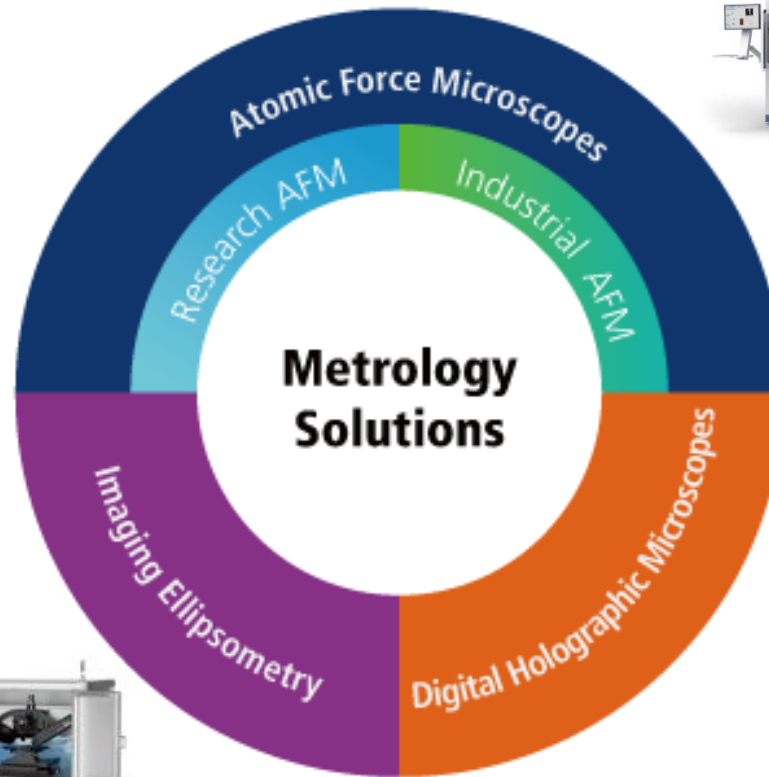 Atomic Force Microscopes
Research AFM
Industrial AFM
Metrology
Solutions
Imaging Ellipsometry
Digital Holographic Microscopes